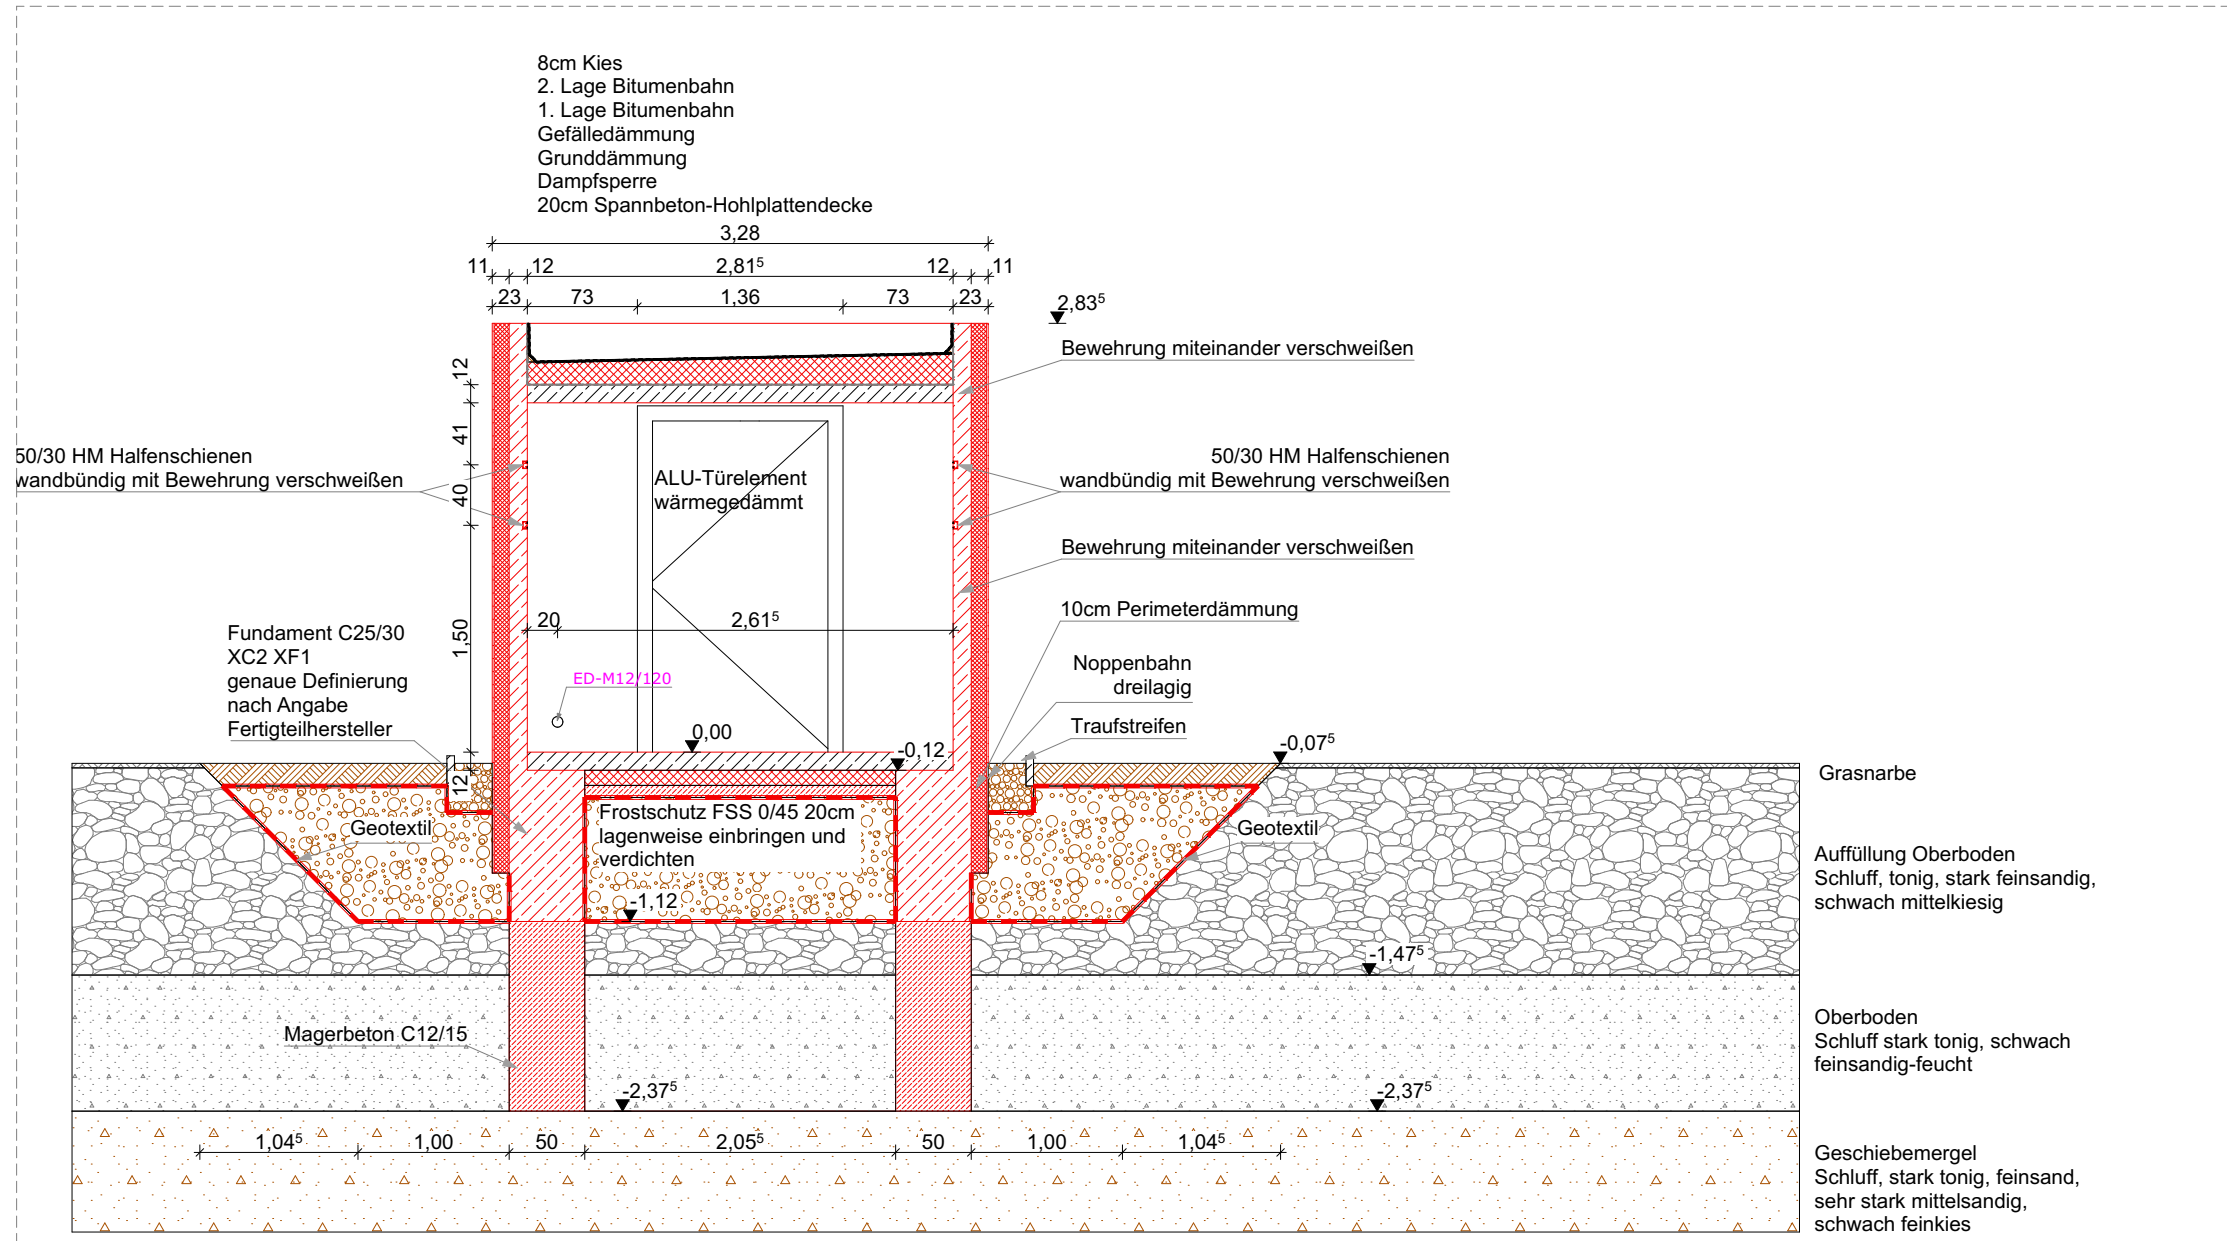 8cm Kies
2. Lage Bitumenbahn
1. Lage Bitumenbahn
Gefälledämmung
Grunddämmung
Dampfsperre
20cm Spannbeton-Hohlplattendecke
3,28
11 12 2,81⁵ 12 11
23 73 1,36 73 23
2,83⁵
Bewehrung miteinander verschweißen
12
41
40
1,50
12
50/30 HM Halfenschienen
wandbündig mit Bewehrung verschweißen
ALU-Türelement
wärmegedämmt
50/30 HM Halfenschienen
wandbündig mit Bewehrung verschweißen
Bewehrung miteinander verschweißen
20 2,61⁵
10cm Perimeterdämmung
Fundament C25/30
XC2 XF1
genaue Definierung
nach Angabe
Fertigteilhersteller
ED-M12/120
Noppenbahn
dreilagig
Traufstreifen
0,00
-0,12
-0,07⁵
Grasnarbe
Geotextil
Frostschutz FSS 0/45 20cm
lagenweise einbringen und
verdichten
Geotextil
Auffüllung Oberboden
Schluff, tonig, stark feinsandig,
schwach mittelkiesig
-1,12
-1,47⁵
Magerbeton C12/15
Oberboden
Schluff stark tonig, schwach
feinsandig-feucht
-2,37⁵
-2,37⁵
1,04⁵ 1,00 50 2,05⁵ 50 1,00 1,04⁵
Geschiebemergel
Schluff, stark tonig, feinsand,
sehr stark mittelsandig,
schwach feinkies